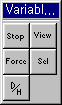 Variabl...
Stop View
Force Sel
D/H